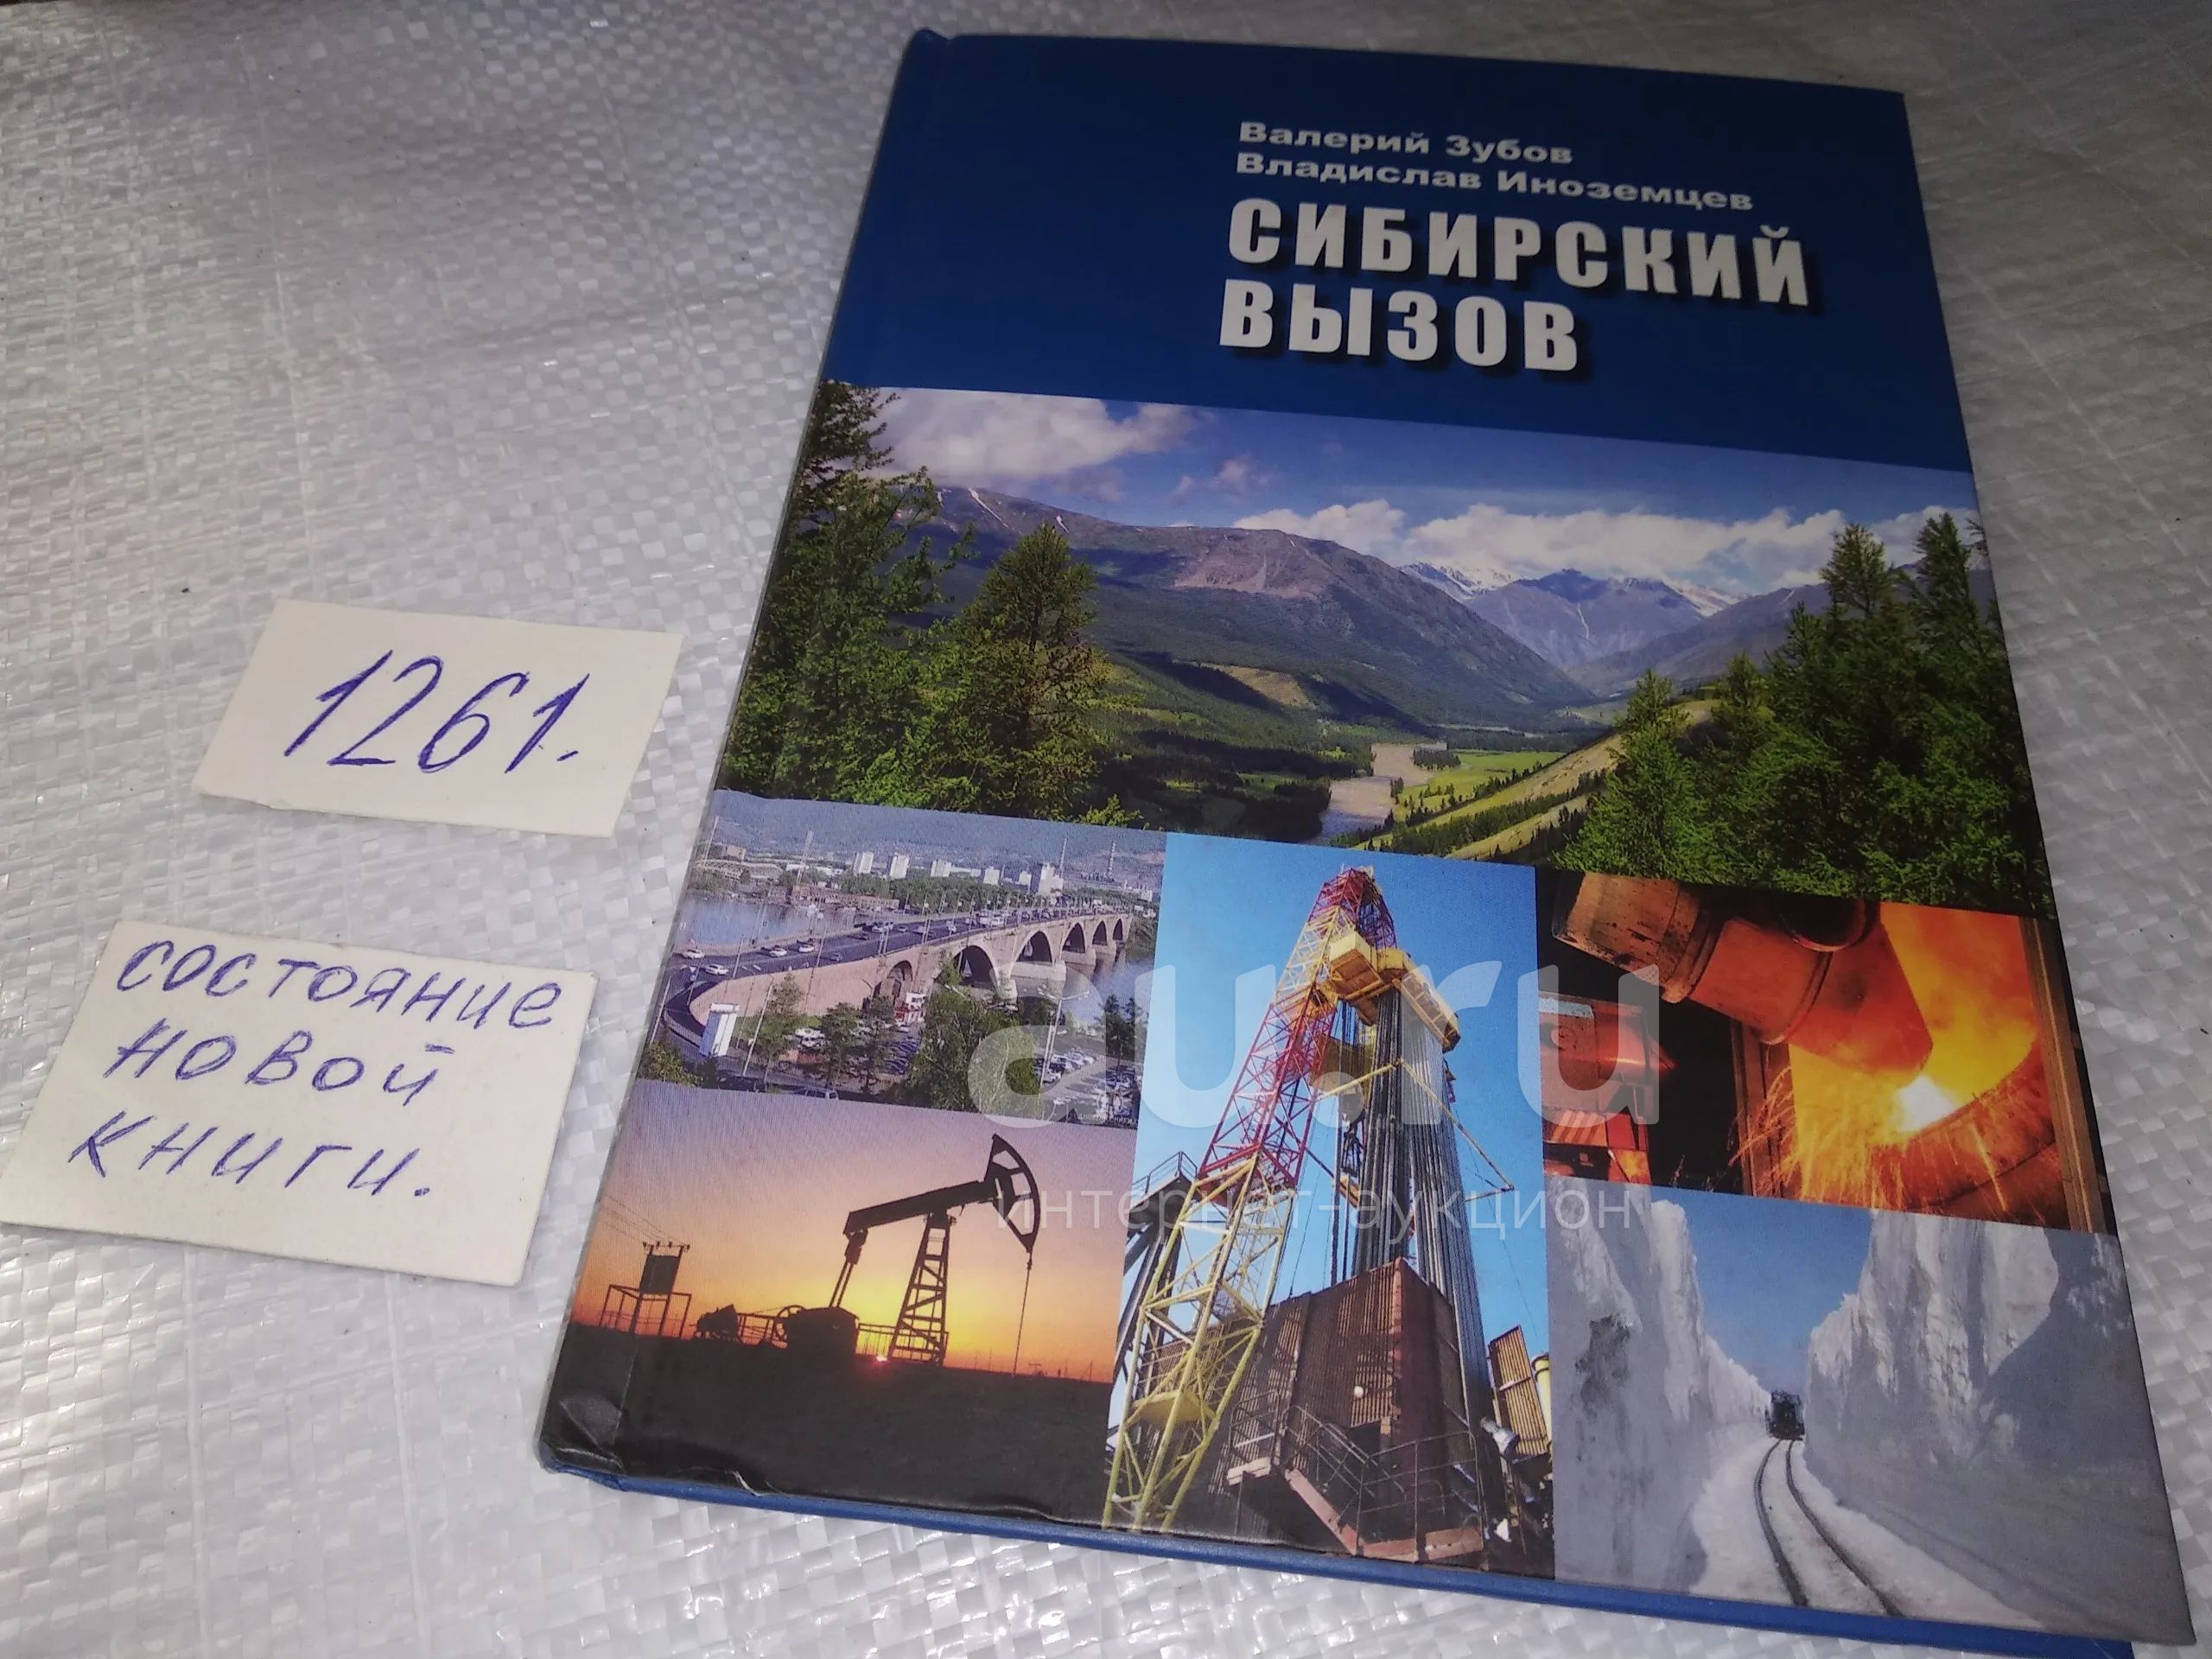 Валерий Зубов
Владислав Иноземцев
СИБИРСКИЙ
ВЫЗОВ
1261.
состояние
новой
книги.
au.ru
интернет-аукцион